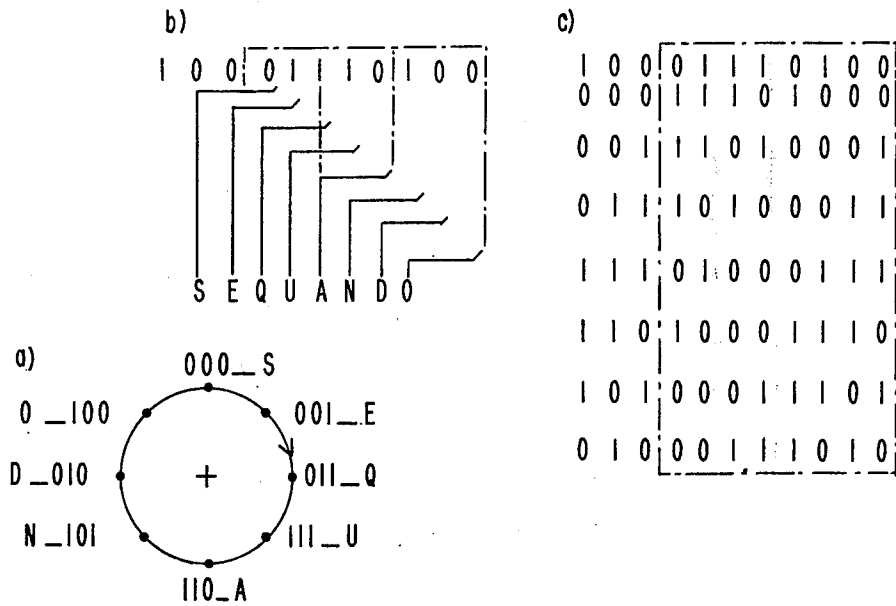 b)
1 0 0 0 1 1 1 0 1 0 0
S E Q U A N D O
a)
000_S
O_100 001_E
D_010 011_Q
N_101 111_U
110_A
c)
1 0 0 0 1 1 1 0 1 0 0
0 0 0 1 1 1 0 1 0 0 0
0 0 1 1 1 0 1 0 0 0 1
0 1 1 1 0 1 0 0 0 1 1
1 1 1 0 1 0 0 0 1 1 1
1 1 0 1 0 0 0 1 1 1 0
1 0 1 0 0 0 1 1 1 0 1
0 1 0 0 0 1 1 1 0 1 0